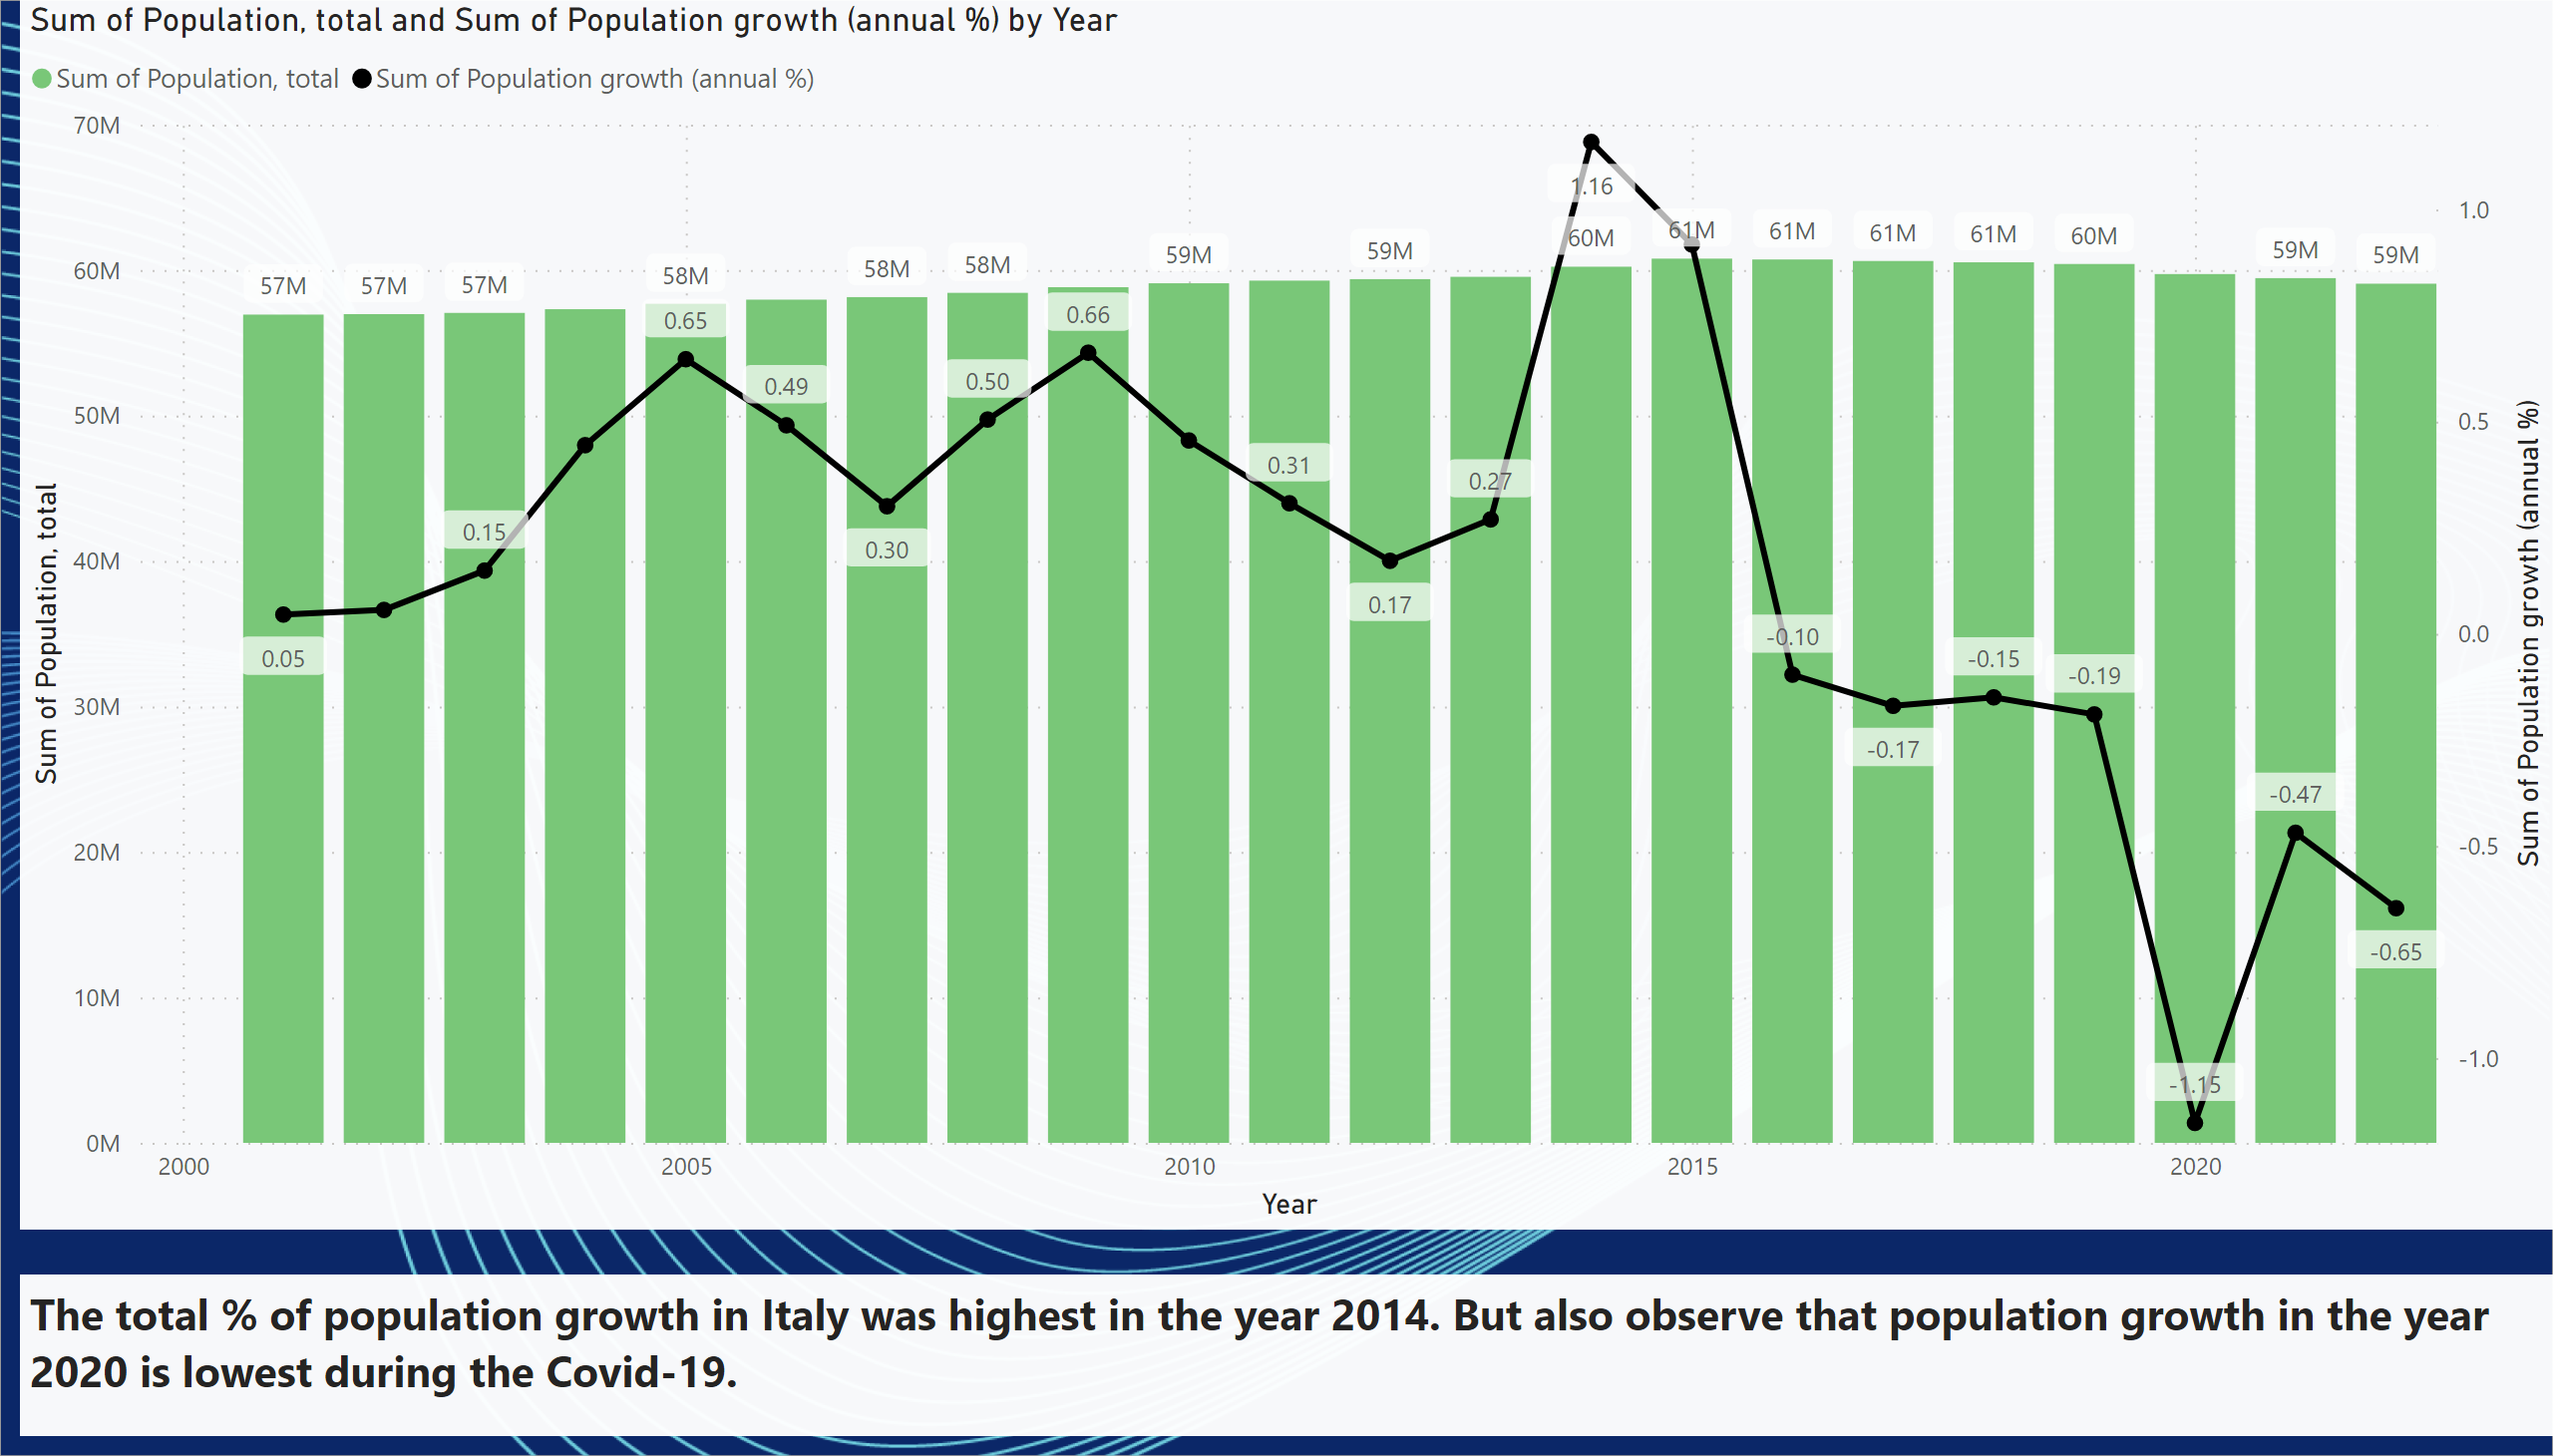 Sum of Population, total and Sum of Population growth (annual %) by Year
Sum of Population, total Sum of Population growth (annual %)
70M
60M
50M
40M
30M
20M
10M
0M
Sum of Population, total
57M
57M
57M
58M
58M
58M
59M
59M
60M
61M
61M
61M
61M
60M
59M
59M
0.05
0.15
0.65
0.49
0.30
0.50
0.66
0.31
0.17
0.27
1.16
-0.10
-0.17
-0.15
-0.19
-1.15
-0.47
-0.65
1.0
0.5
0.0
-0.5
-1.0
Sum of Population growth (annual %)
2000 2005 2010 2015 2020
Year
The total % of population growth in Italy was highest in the year 2014. But also observe that population growth in the year
2020 is lowest during the Covid-19.